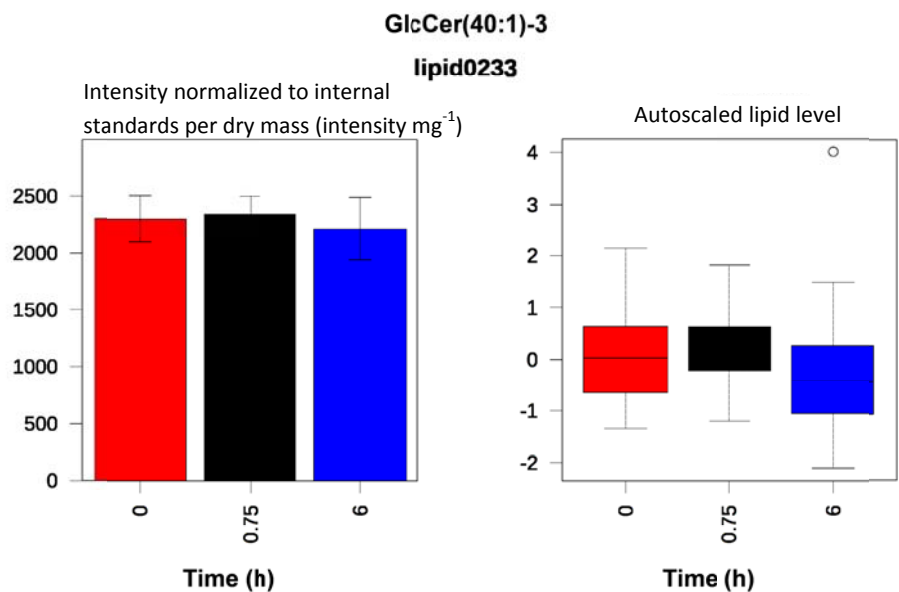 GlcCer(40:1)-3
lipid0233
Intensity normalized to internal
standards per dry mass (intensity mg⁻¹)
2500
2000
1500
1000
500
0
0
0.75
6
Time (h)
Autoscaled lipid level
4
3
2
1
0
-1
-2
0
0.75
6
Time (h)